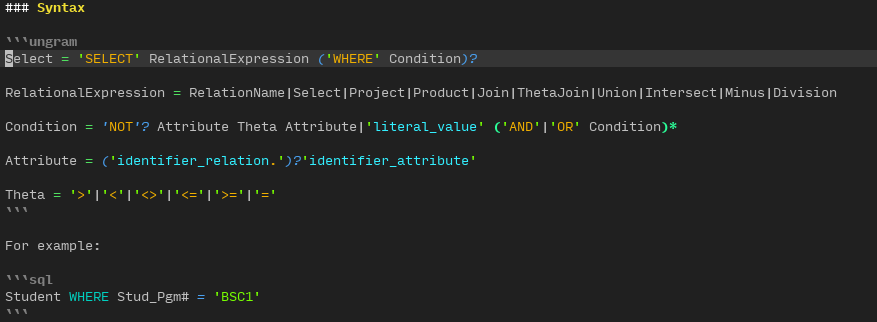 ### Syntax
```ungram
Select = 'SELECT' RelationalExpression ('WHERE' Condition)?
RelationalExpression = RelationName|Select|Project|Product|Join|ThetaJoin|Union|Intersect|Minus|Division
Condition = 'NOT'? Attribute Theta Attribute|'literal_value' ('AND'|'OR' Condition)*
Attribute = ('identifier_relation.')?'identifier_attribute'
Theta = '>'|'<'|'<>'|'<='|'>='|'='
```
For example:
```sql
Student WHERE Stud_Pgm# = 'BSC1'
```